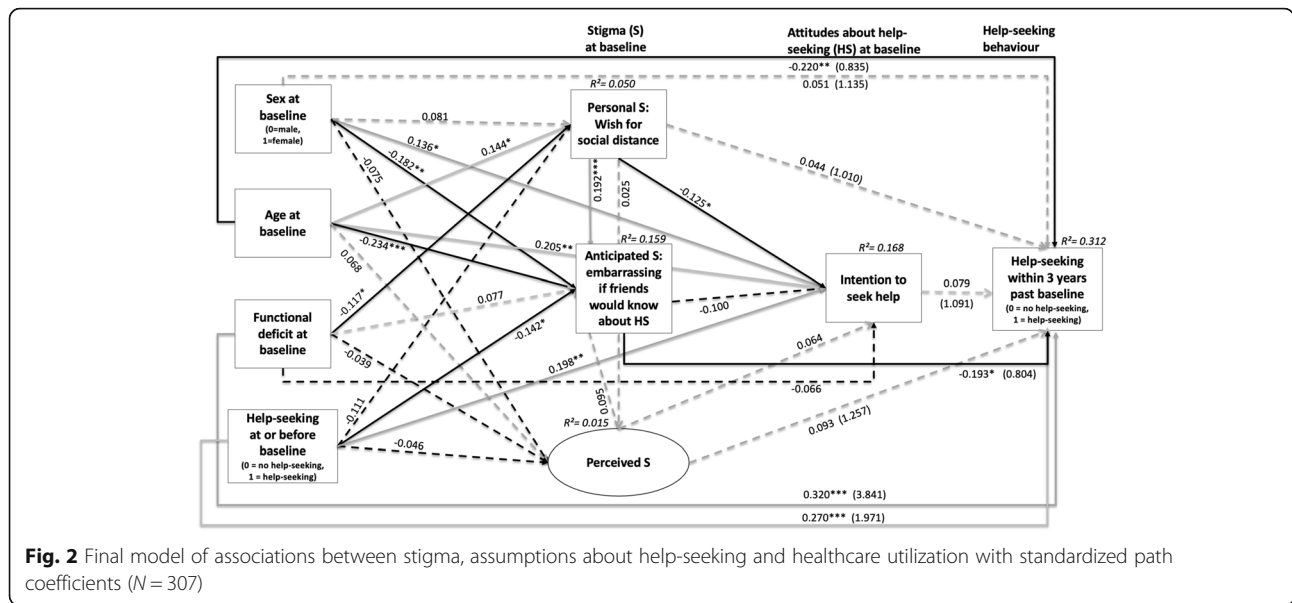 Stigma (S)
at baseline
Attitudes about help-
seeking (HS) at baseline
Help-seeking
behaviour
-0.220** (0.835)
0.051 (1.135)
R²= 0.050
Sex at
baseline
(0=male,
1=female)
0.081
Personal S:
Wish for
social distance
0.136*
-0.182**
-0.075
0.144*
0.044 (1.010)
0.192***
0.025
-0.125*
Age at
baseline
-0.234***
0.205**
0.068
R²= 0.159
Anticipated S:
embarrassing
if friends
would know
about HS
R²= 0.168
Intention to
seek help
R²= 0.312
Help-seeking
within 3 years
past baseline
(0 = no help-seeking,
1 = help-seeking)
0.079
(1.091)
Functional
deficit at
baseline
-0.117*
0.077
-0.039
-0.100
-0.142*
0.198**
0.064
-0.066
-0.193* (0.804)
Help-seeking
at or before
baseline
(0 = no help-seeking,
1 = help-seeking)
-0.111
-0.046
0.095
R²= 0.015
Perceived S
0.093 (1.257)
0.320*** (3.841)
0.270*** (1.971)
Fig. 2 Final model of associations between stigma, assumptions about help-seeking and healthcare utilization with standardized path
coefficients (N = 307)